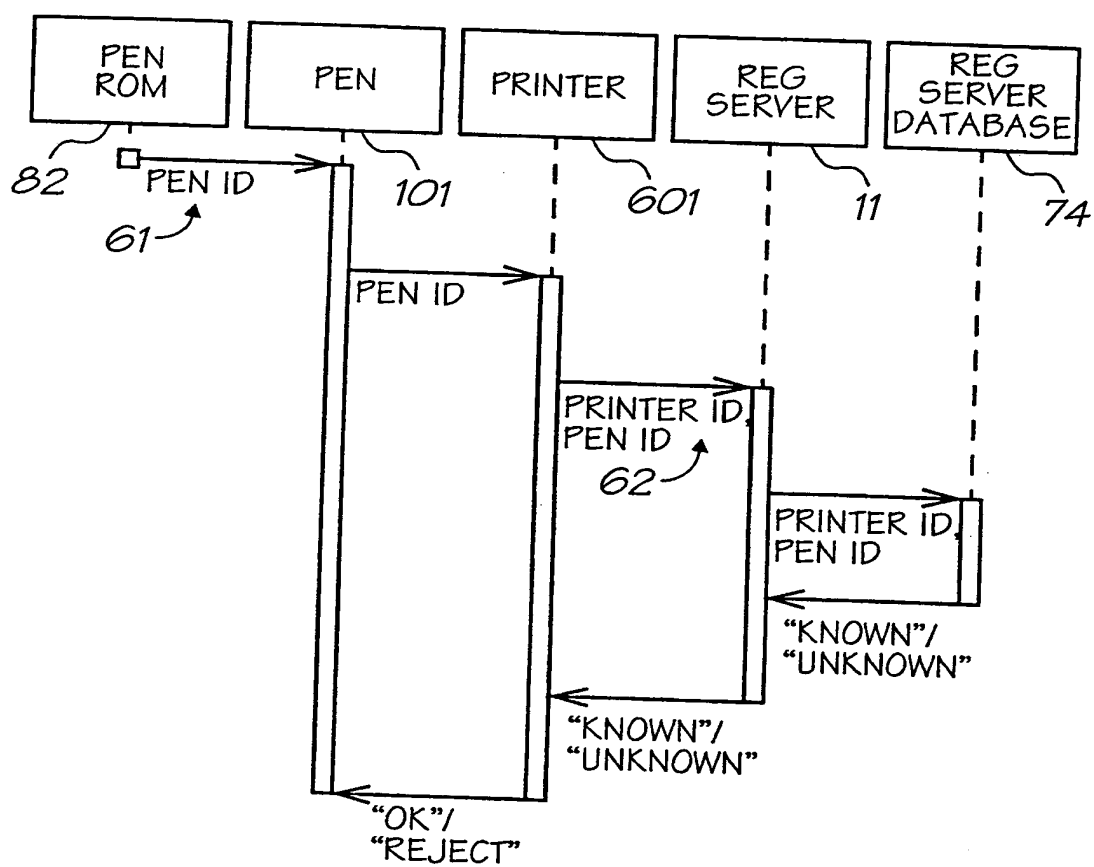 PEN
ROM
PEN
PRINTER
REG
SERVER
REG
SERVER
DATABASE
82
PEN ID
61
101
601
11
74
PEN ID
PRINTER ID,
PEN ID
62
PRINTER ID,
PEN ID
“KNOWN”/
“UNKNOWN”
“KNOWN”/
“UNKNOWN”
“OK”/
“REJECT”